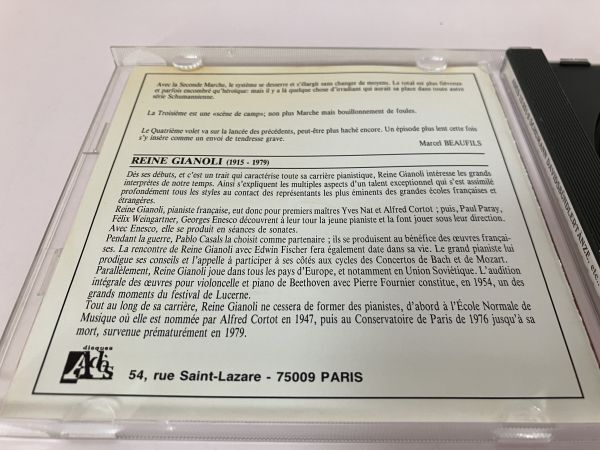 Avec la Seconde Marche, le système se desserre et s'élargit sans changer de moyens. Le total est plus fiévreux
et parfois encombré qu'héroïque: mais il y a là quelque chose d'irradiant qui aurait sa place dans toute autre
série Schumannienne.
La Troisième est une «scène de camp»; non plus Marche mais bouillonnement de foules.
Le Quatrième volet va sur la lancée des précédents, peut-être plus haché encore. Un épisode plus lent cette fois
s'y insère comme un envoi de tendresse grave.
Marcel BEAUFILS
REINE GIANOLI (1915 - 1979)
Dès ses débuts, et c'est un trait qui caractérise toute sa carrière pianistique, Reine Gianoli intéresse les grands
interprètes de notre temps. Ainsi s'expliquent les multiples aspects d'un talent exceptionnel qui s'est assimilé
profondément tous les styles au contact des représentants les plus éminents des grandes écoles françaises et
étrangères.
Reine Gianoli, pianiste française, eut donc pour premiers maîtres Yves Nat et Alfred Cortot ; puis, Paul Paray,
Félix Weingartner, Georges Enesco découvrent à leur tour la jeune pianiste et la font jouer sous leur direction.
Avec Enesco, elle se produit en séances de sonates.
Pendant la guerre, Pablo Casals la choisit comme partenaire ; ils se produisent au bénéfice des œuvres françai-
ses. La rencontre de Reine Gianoli avec Edwin Fischer fera également date dans sa vie. Le grand pianiste lui
prodigue ses conseils et l'appelle à participer à ses côtés aux cycles des Concertos de Bach et de Mozart.
Parallèlement, Reine Gianoli joue dans tous les pays d'Europe, et notamment en Union Soviétique. L'audition
intégrale des œuvres pour violoncelle et piano de Beethoven avec Pierre Fournier constitue, en 1954, un des
grands moments du festival de Lucerne.
Tout au long de sa carrière, Reine Gianoli ne cessera de former des pianistes, d'abord à l'École Normale de
Musique où elle est nommée par Alfred Cortot en 1947, puis au Conservatoire de Paris de 1976 jusqu'à sa
mort, survenue prématurément en 1979.
disques
Adès
54, rue Saint-Lazare - 75009 PARIS